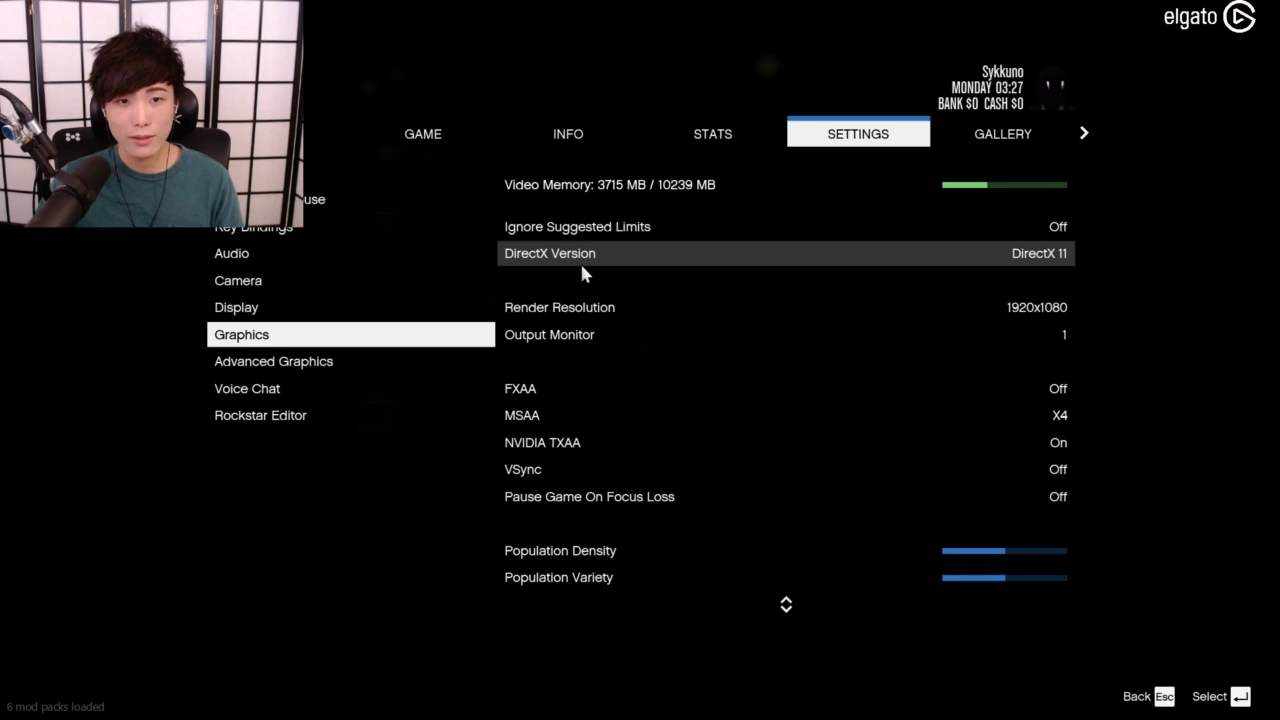 elgato
Sykkuno
MONDAY 03:27
BANK $0 CASH $0
GAME
INFO
STATS
SETTINGS
GALLERY
use
Key Bindings
Audio
Camera
Display
Graphics
Advanced Graphics
Voice Chat
Rockstar Editor
Video Memory: 3715 MB / 10239 MB
Ignore Suggested Limits Off
DirectX Version DirectX 11
Render Resolution 1920x1080
Output Monitor 1
FXAA Off
MSAA X4
NVIDIA TXAA On
VSync Off
Pause Game On Focus Loss Off
Population Density
Population Variety
Back Esc Select
6 mod packs loaded